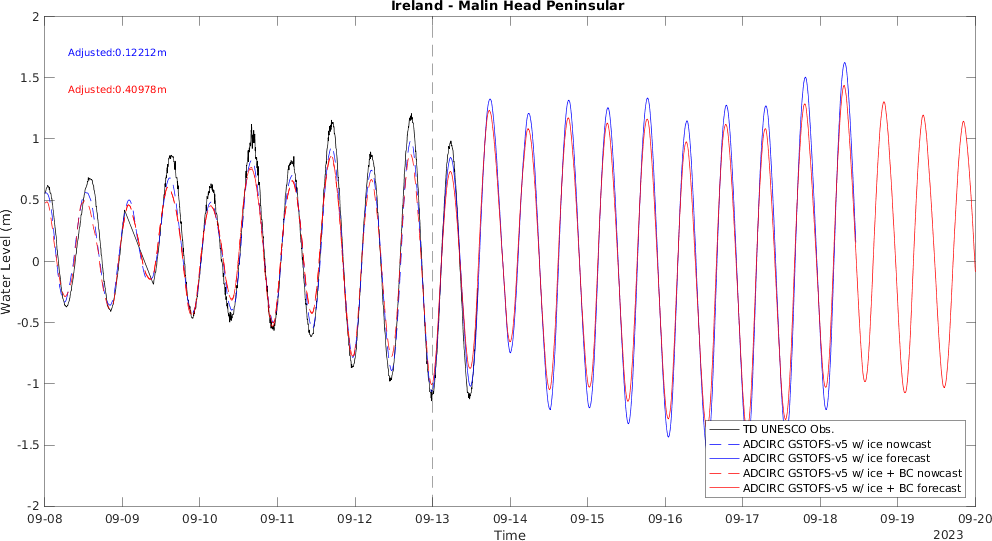 Ireland - Malin Head Peninsular
Adjusted:0.12212m
Adjusted:0.40978m
Water Level (m)
2
1.5
1
0.5
0
-0.5
-1
-1.5
-2
TD UNESCO Obs.
ADCIRC GSTOFS-v5 w/ ice nowcast
ADCIRC GSTOFS-v5 w/ ice forecast
ADCIRC GSTOFS-v5 w/ ice + BC nowcast
ADCIRC GSTOFS-v5 w/ ice + BC forecast
09-08 09-09 09-10 09-11 09-12 09-13 09-14 09-15 09-16 09-17 09-18 09-19 09-20
Time
2023